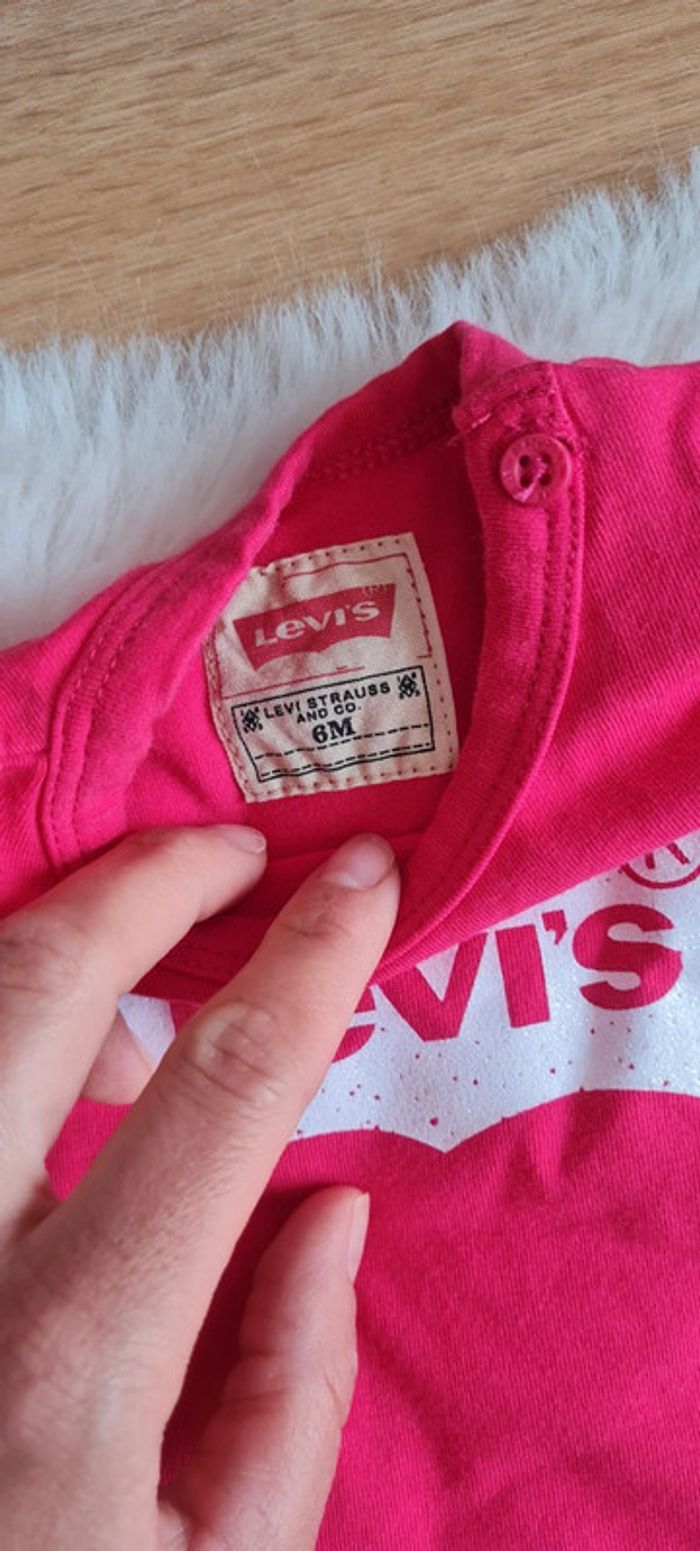 Levi's
LEVI STRAUSS
AND CO.
6M
evi's